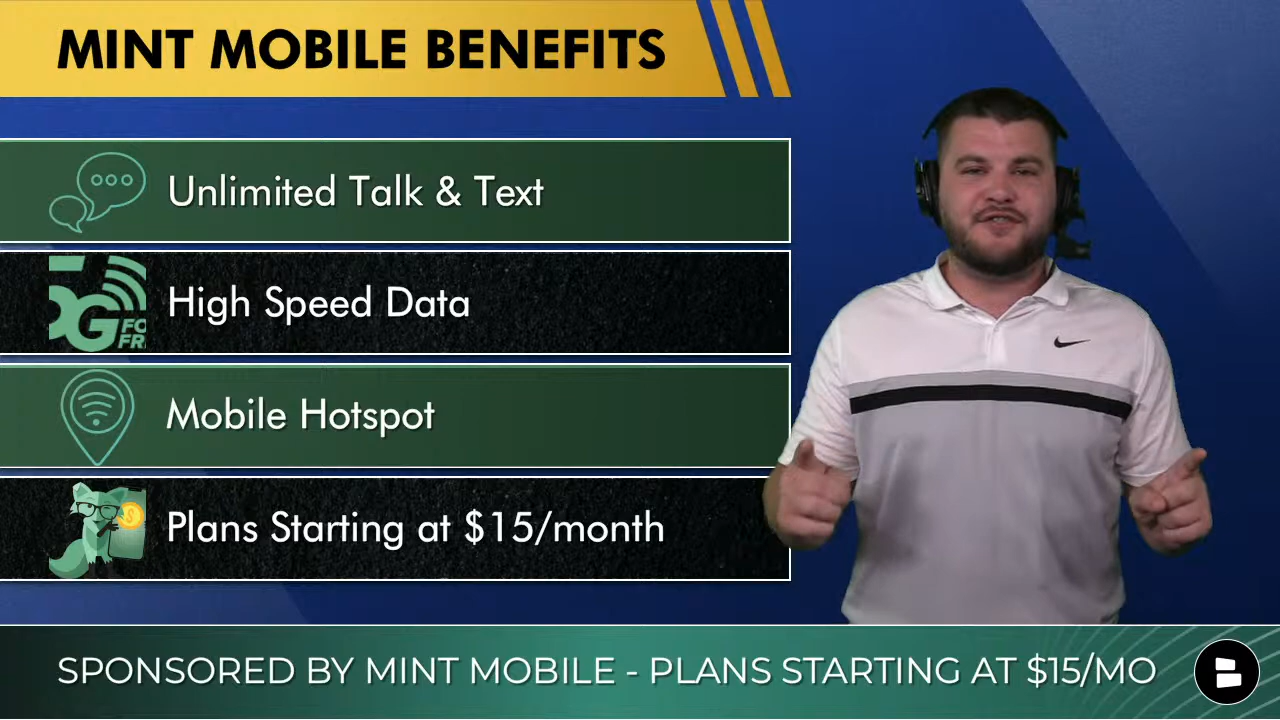 MINT MOBILE BENEFITS
Unlimited Talk & Text
High Speed Data
Mobile Hotspot
Plans Starting at $15/month
SPONSORED BY MINT MOBILE - PLANS STARTING AT $15/MO